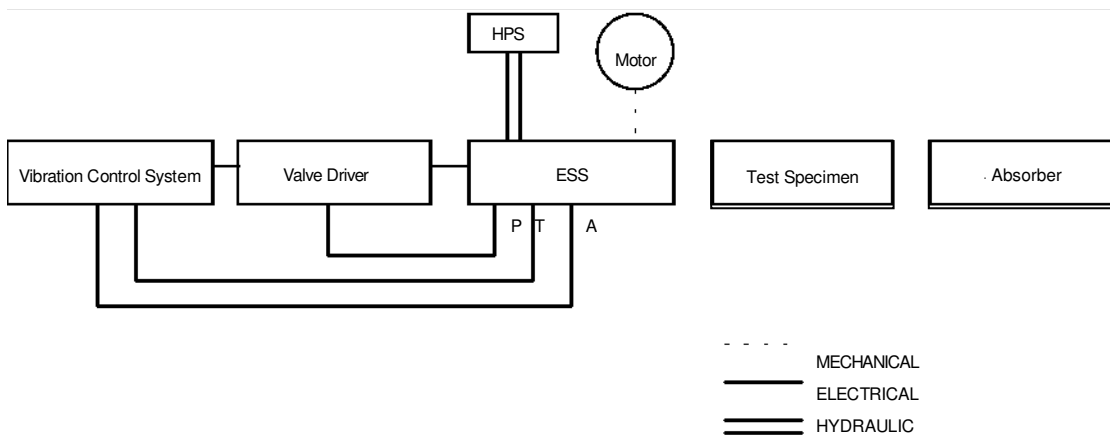 HPS
Motor
Vibration Control System
Valve Driver
ESS
Test Specimen
Absorber
P T A
MECHANICAL
ELECTRICAL
HYDRAULIC